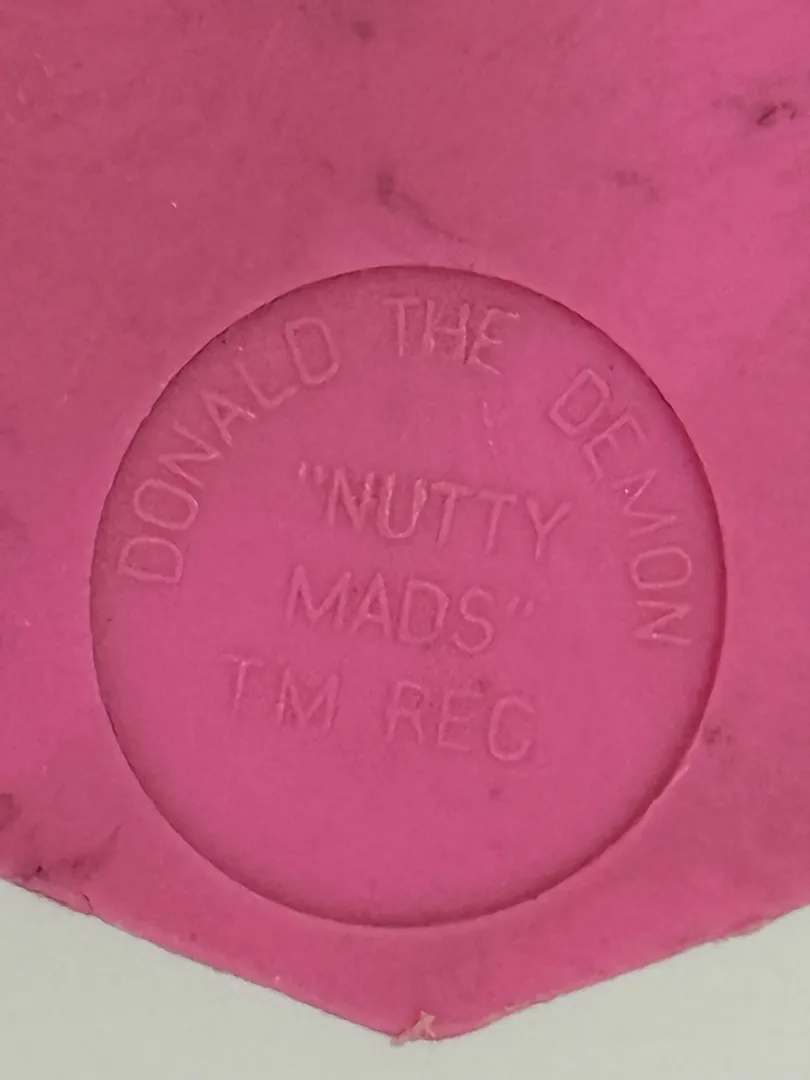 DONALD THE DEMON
"NUTTY
MADS"
TM REG